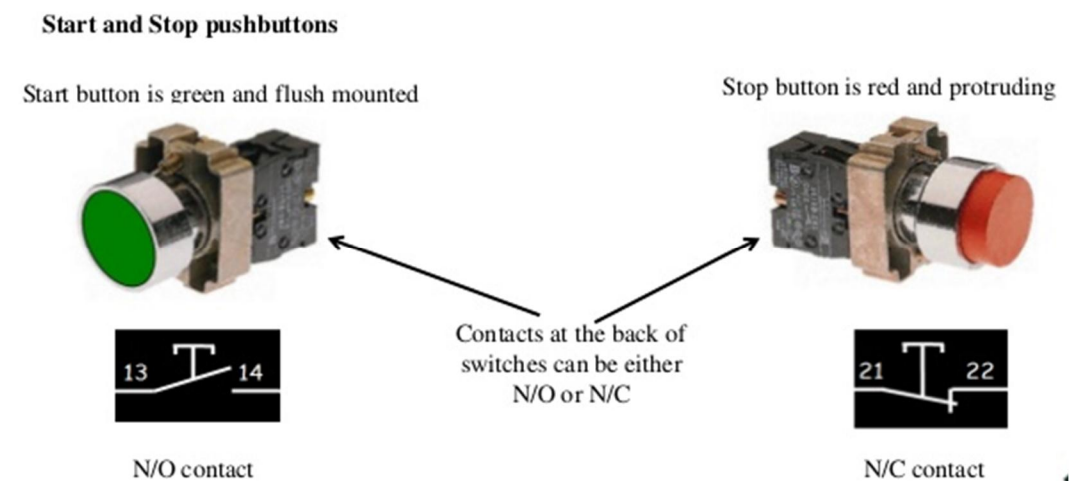 Start and Stop pushbuttons
Start button is green and flush mounted
Stop button is red and protruding
Contacts at the back of
switches can be either
N/O or N/C
13 14
21 22
N/O contact
N/C contact